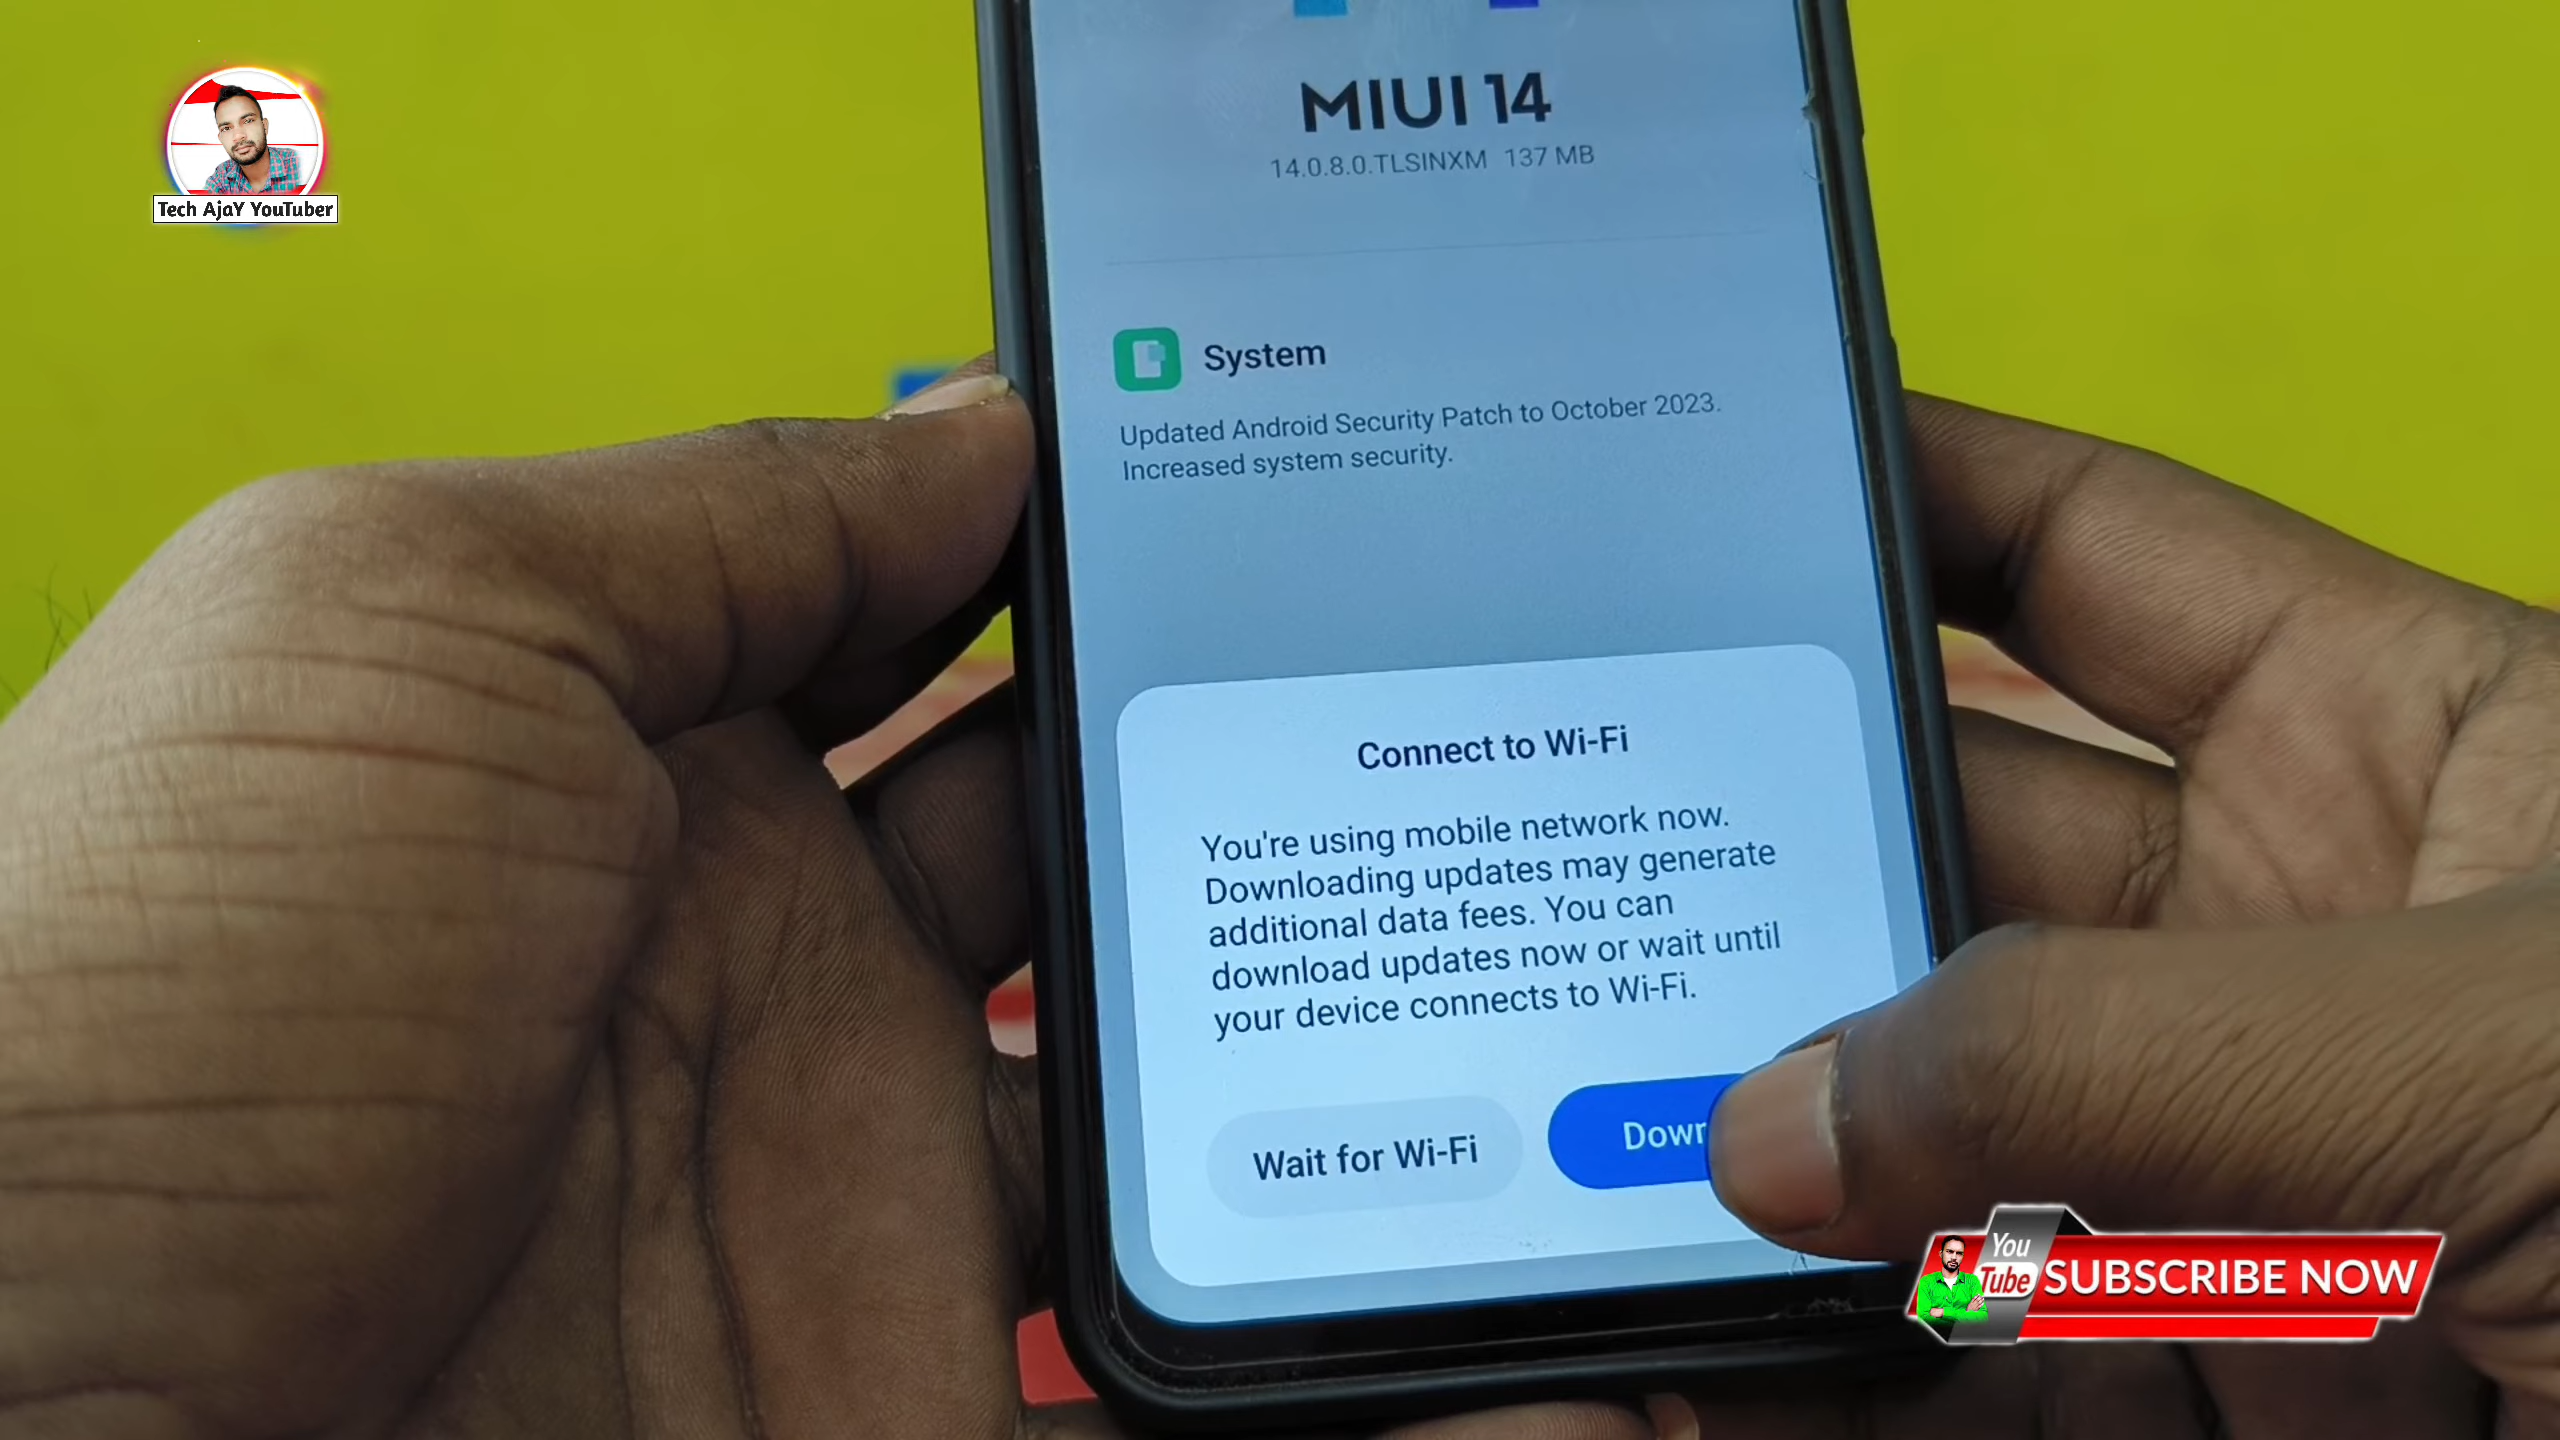 Tech AjaY YouTuber
MIUI 14
14.0.8.0.TLSINXM 137 MB
System
Updated Android Security Patch to October 2023.
Increased system security.
Connect to Wi-Fi
You're using mobile network now.
Downloading updates may generate
additional data fees. You can
download updates now or wait until
your device connects to Wi-Fi.
Wait for Wi-Fi
You
Tube
SUBSCRIBE NOW